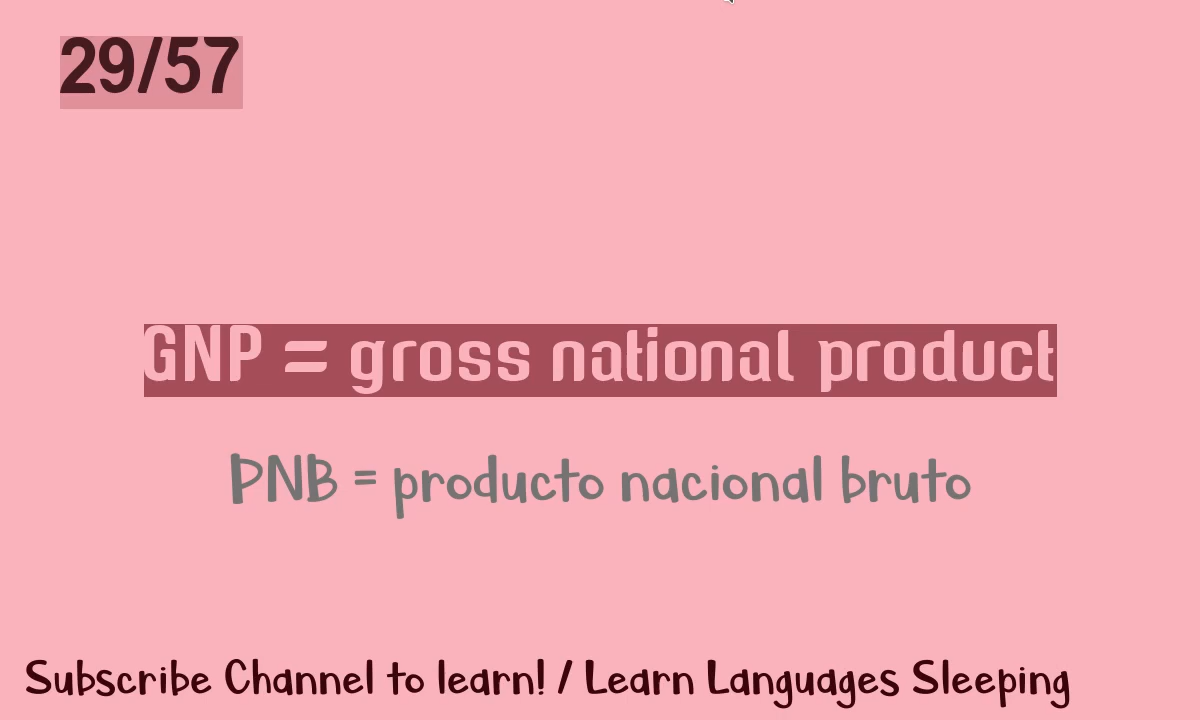 29/57
GNP = gross national product
PNB = producto nacional bruto
Subscribe Channel to learn! / Learn Languages Sleeping